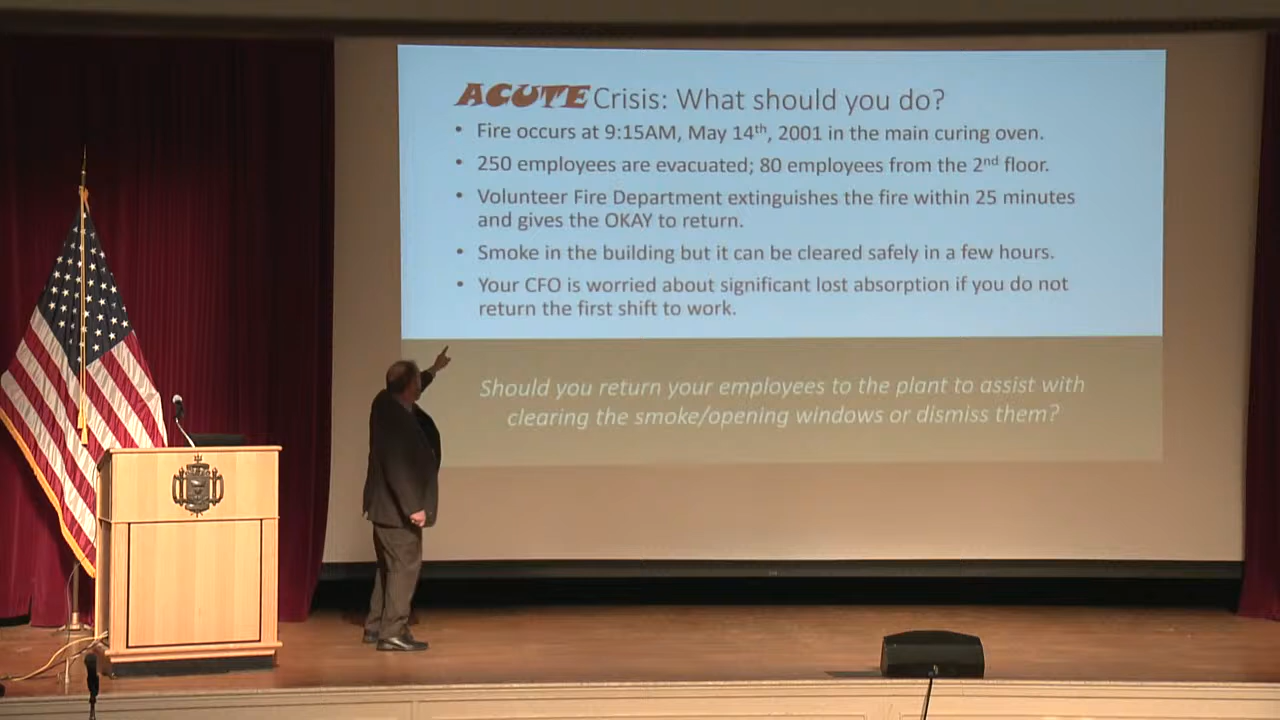 ACUTE Crisis: What should you do?
• Fire occurs at 9:15AM, May 14th, 2001 in the main curing oven.
• 250 employees are evacuated; 80 employees from the 2nd floor.
• Volunteer Fire Department extinguishes the fire within 25 minutes
and gives the OKAY to return.
• Smoke in the building but it can be cleared safely in a few hours.
• Your CFO is worried about significant lost absorption if you do not
return the first shift to work.
Should you return your employees to the plant to assist with
clearing the smoke/opening windows or dismiss them?